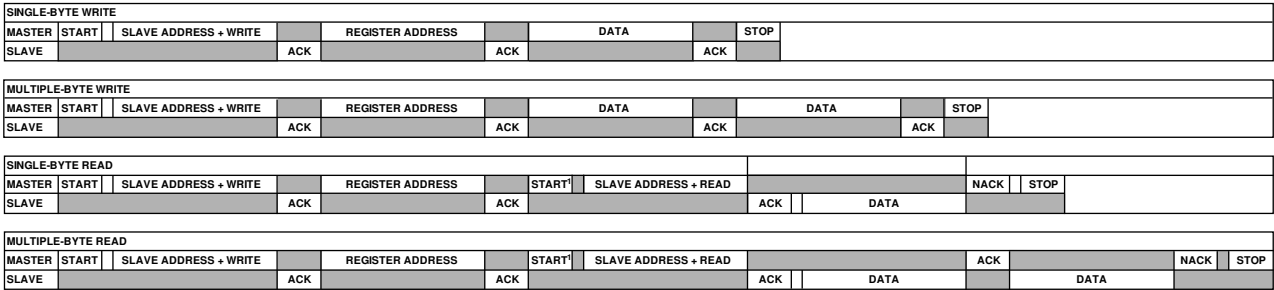 SINGLE-BYTE WRITE
MASTER START SLAVE ADDRESS + WRITE REGISTER ADDRESS DATA STOP
SLAVE ACK ACK ACK
MULTIPLE-BYTE WRITE
MASTER START SLAVE ADDRESS + WRITE REGISTER ADDRESS DATA DATA STOP
SLAVE ACK ACK ACK ACK
SINGLE-BYTE READ
MASTER START SLAVE ADDRESS + WRITE REGISTER ADDRESS START¹ SLAVE ADDRESS + READ NACK STOP
SLAVE ACK ACK ACK DATA
MULTIPLE-BYTE READ
MASTER START SLAVE ADDRESS + WRITE REGISTER ADDRESS START¹ SLAVE ADDRESS + READ ACK NACK STOP
SLAVE ACK ACK ACK DATA DATA